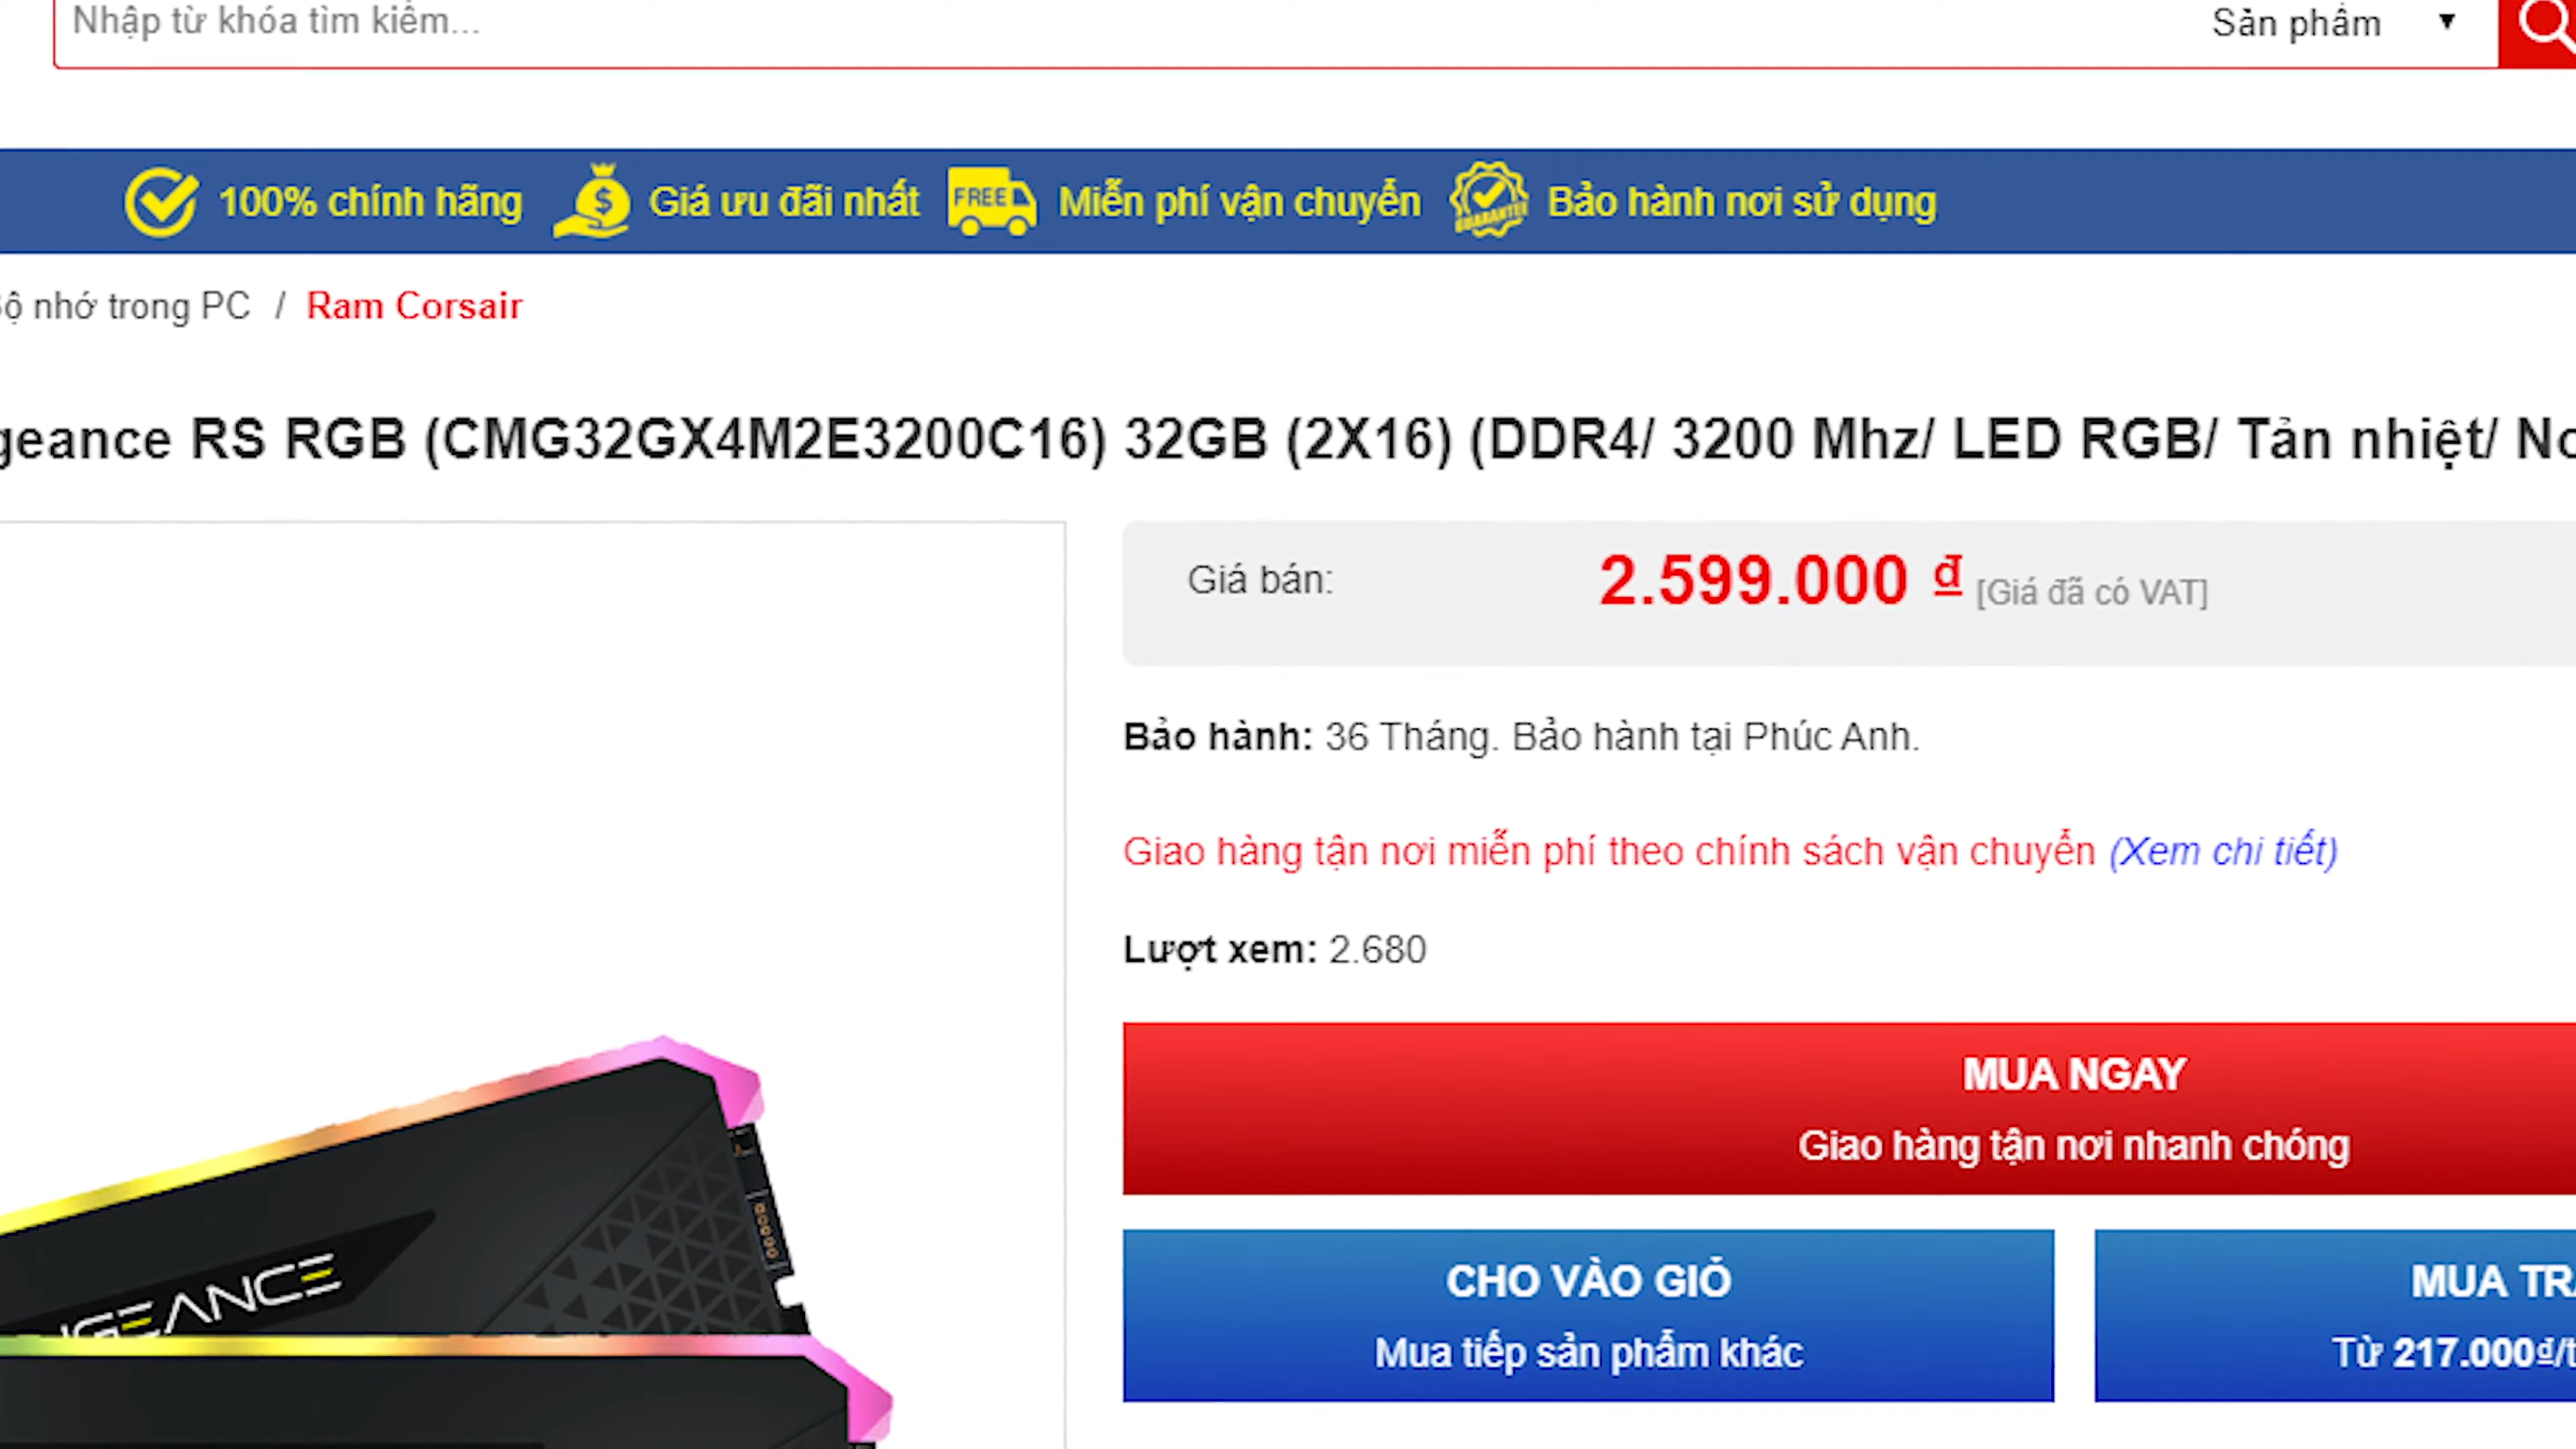 Nhập từ khóa tìm kiếm...
Sản phẩm
100% chính hãng
Giá ưu đãi nhất
FREE
Miễn phí vận chuyển
GUARANTEE
Bảo hành nơi sử dụng
ộ nhớ trong PC / Ram Corsair
geance RS RGB (CMG32GX4M2E3200C16) 32GB (2X16) (DDR4/ 3200 Mhz/ LED RGB/ Tản nhiệt/ No
Giá bán: 2.599.000 đ [Giá đã có VAT]
Bảo hành: 36 Tháng. Bảo hành tại Phúc Anh.
Giao hàng tận nơi miễn phí theo chính sách vận chuyển (Xem chi tiết)
Lượt xem: 2.680
MUA NGAY
Giao hàng tận nơi nhanh chóng
CHO VÀO GIỎ
Mua tiếp sản phẩm khác
MUA TRẢ
Từ 217.000đ/t
NGEANCE